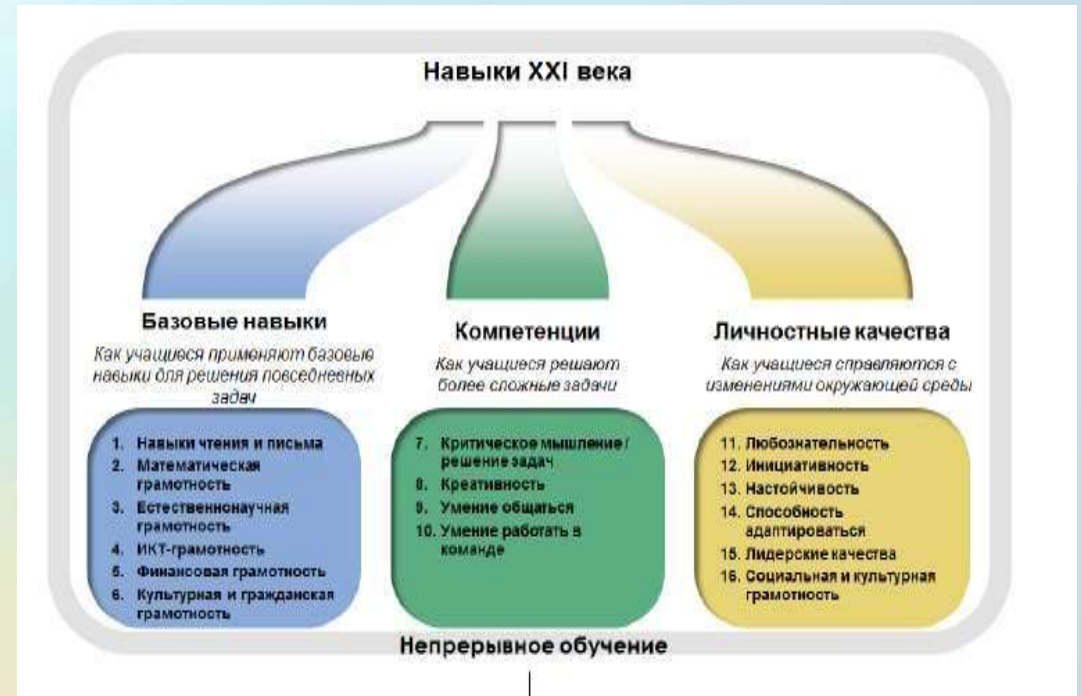 Навыки XXI века
Базовые навыки
Как учащиеся применяют базовые
навыки для решения повседневных
задач
1. Навыки чтения и письма
2. Математическая
грамотность
3. Естественнонаучная
грамотность
4. ИКТ-грамотность
5. Финансовая грамотность
6. Культурная и гражданская
грамотность
Компетенции
Как учащиеся решают
более сложные задачи
7. Критическое мышление /
решение задач
8. Креативность
9. Умение общаться
10. Умение работать в
команде
Личностные качества
Как учащиеся справляются с
изменениями окружающей среды
11. Любознательность
12. Инициативность
13. Настойчивость
14. Способность
адаптироваться
15. Лидерские качества
16. Социальная и культурная
грамотность
Непрерывное обучение